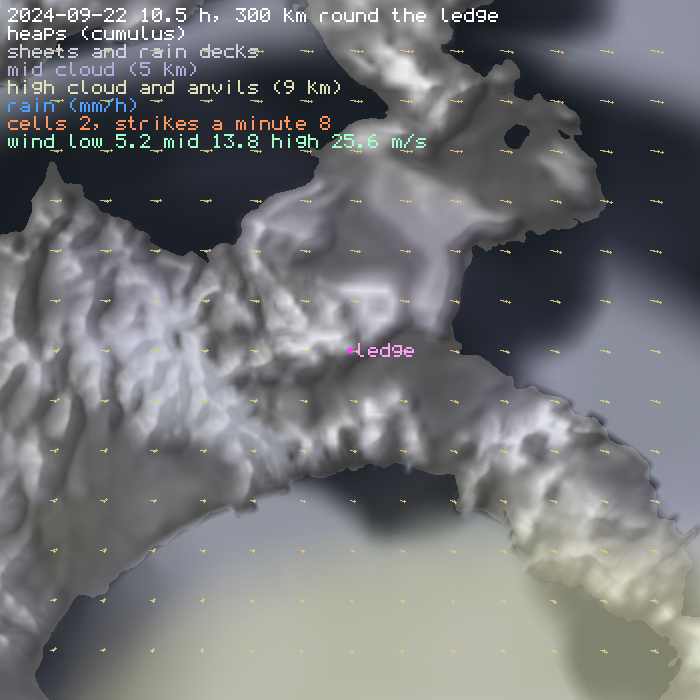 2024-09-22 10.5 h, 300 km round the ledge
heaps (cumulus)
sheets and rain decks
mid cloud (5 km)
high cloud and anvils (9 km)
rain (mm/h)
cells 2, strikes a minute 8
wind low 5.2 mid 13.8 high 25.6 m/s
ledge